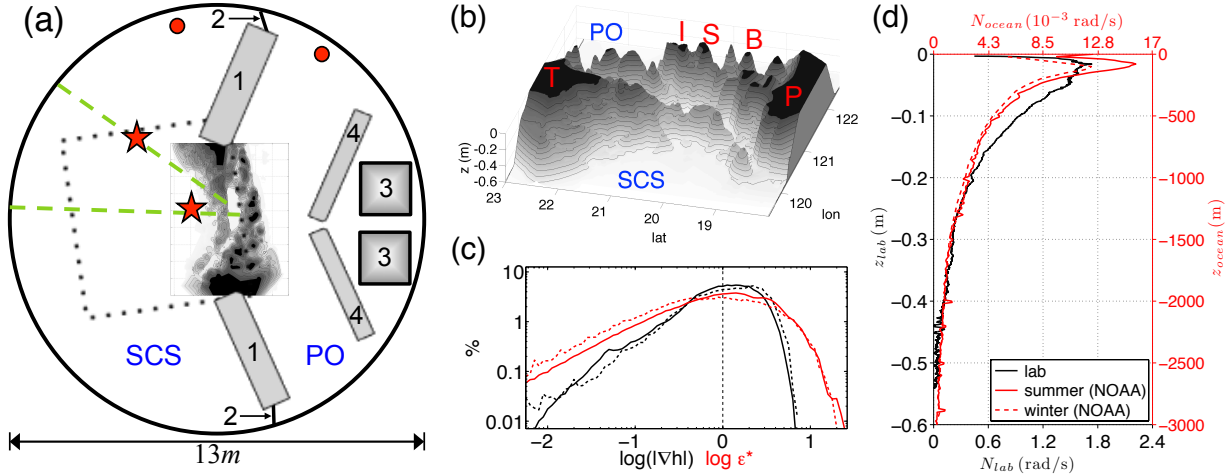 (a)
2
1
4
3
3
4
1
2
SCS
PO
13m
(b)
PO
I
S
B
T
P
SCS
z (m)
0
-0.2
-0.4
-0.6
23
22
21
20
19
lat
120
121
122
lon
(c)
%
10
1
0.1
0.01
−2
−1
0
1
log(|∇h|)
log ε*
(d)
N_ocean (10⁻³ rad/s)
0
4.3
8.5
12.8
17
0
−0.1
−0.2
−0.3
−0.4
−0.5
−0.6
z_lab (m)
0
−500
−1000
−1500
−2000
−2500
−3000
z_ocean (m)
lab
summer (NOAA)
winter (NOAA)
0
0.6
1.2
1.8
2.4
N_lab (rad/s)